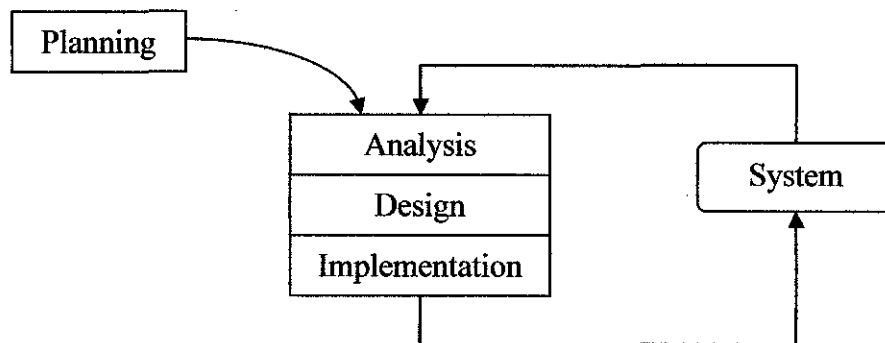 Planning
Analysis
System
Design
Implementation